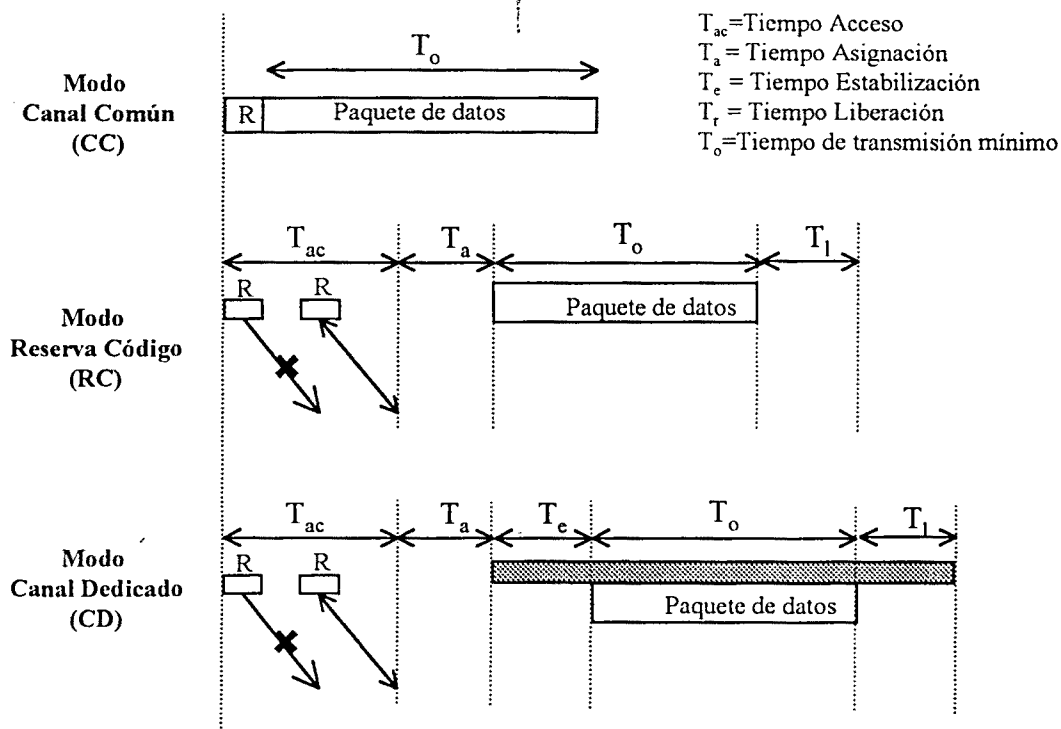 T_ac=Tiempo Acceso
T_a= Tiempo Asignación
T_e = Tiempo Estabilización
T_r = Tiempo Liberación
T_o=Tiempo de transmisión mínimo
Modo
Canal Común
(CC)
T_o
R
Paquete de datos
Modo
Reserva Código
(RC)
T_ac
T_a
T_o
T_l
R
R
Paquete de datos
Modo
Canal Dedicado
(CD)
T_ac
T_a
T_e
T_o
T_l
R
R
Paquete de datos